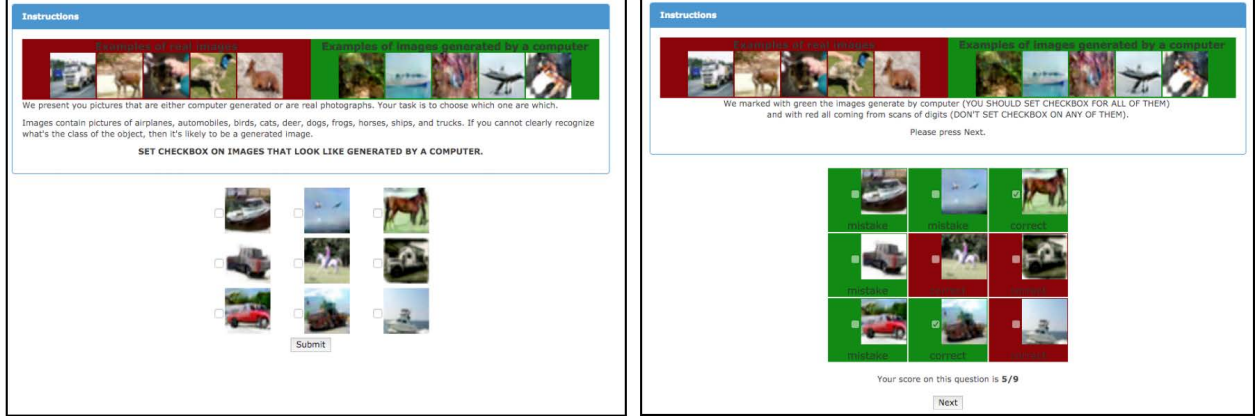 Instructions
Examples of real images
Examples of images generated by a computer
We present you pictures that are either computer generated or are real photographs. Your task is to choose which one are which.
Images contain pictures of airplanes, automobiles, birds, cats, deer, dogs, frogs, horses, ships, and trucks. If you cannot clearly recognize
what's the class of the object, then it's likely to be a generated image.
SET CHECKBOX ON IMAGES THAT LOOK LIKE GENERATED BY A COMPUTER.
Submit
Instructions
Examples of real images
Examples of images generated by a computer
We marked with green the images generate by computer (YOU SHOULD SET CHECKBOX FOR ALL OF THEM)
and with red all coming from scans of digits (DON'T SET CHECKBOX ON ANY OF THEM).
Please press Next.
mistake mistake correct
mistake correct correct
mistake correct correct
Your score on this question is 5/9
Next